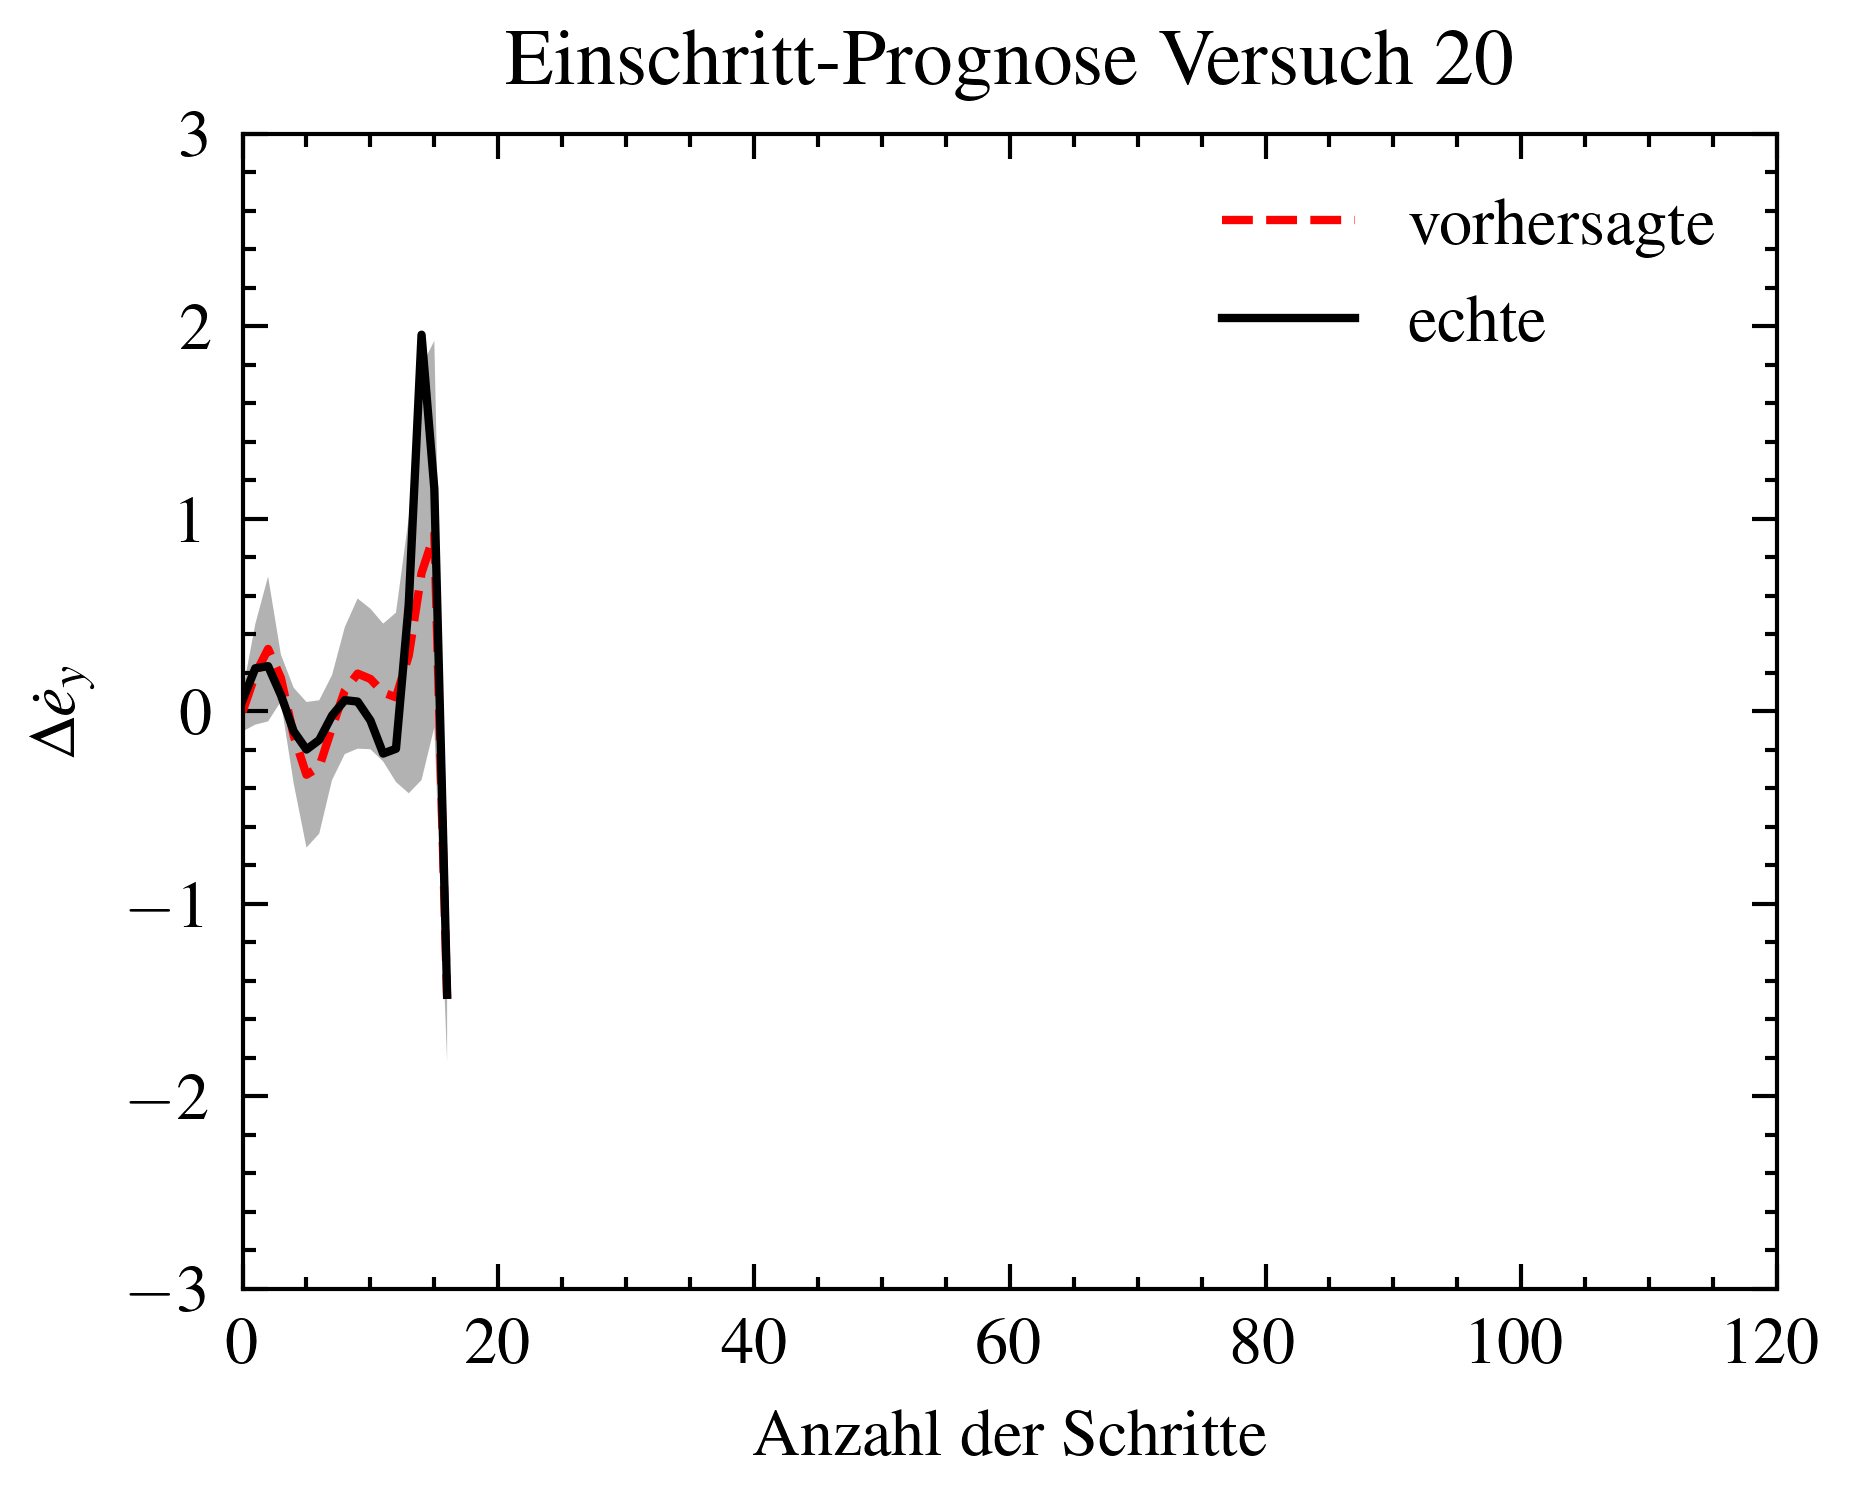 Einschritt-Prognose Versuch 20
3
2
1
0
−1
−2
−3
Δė_y
vorhersagte
echte
0 20 40 60 80 100 120
Anzahl der Schritte